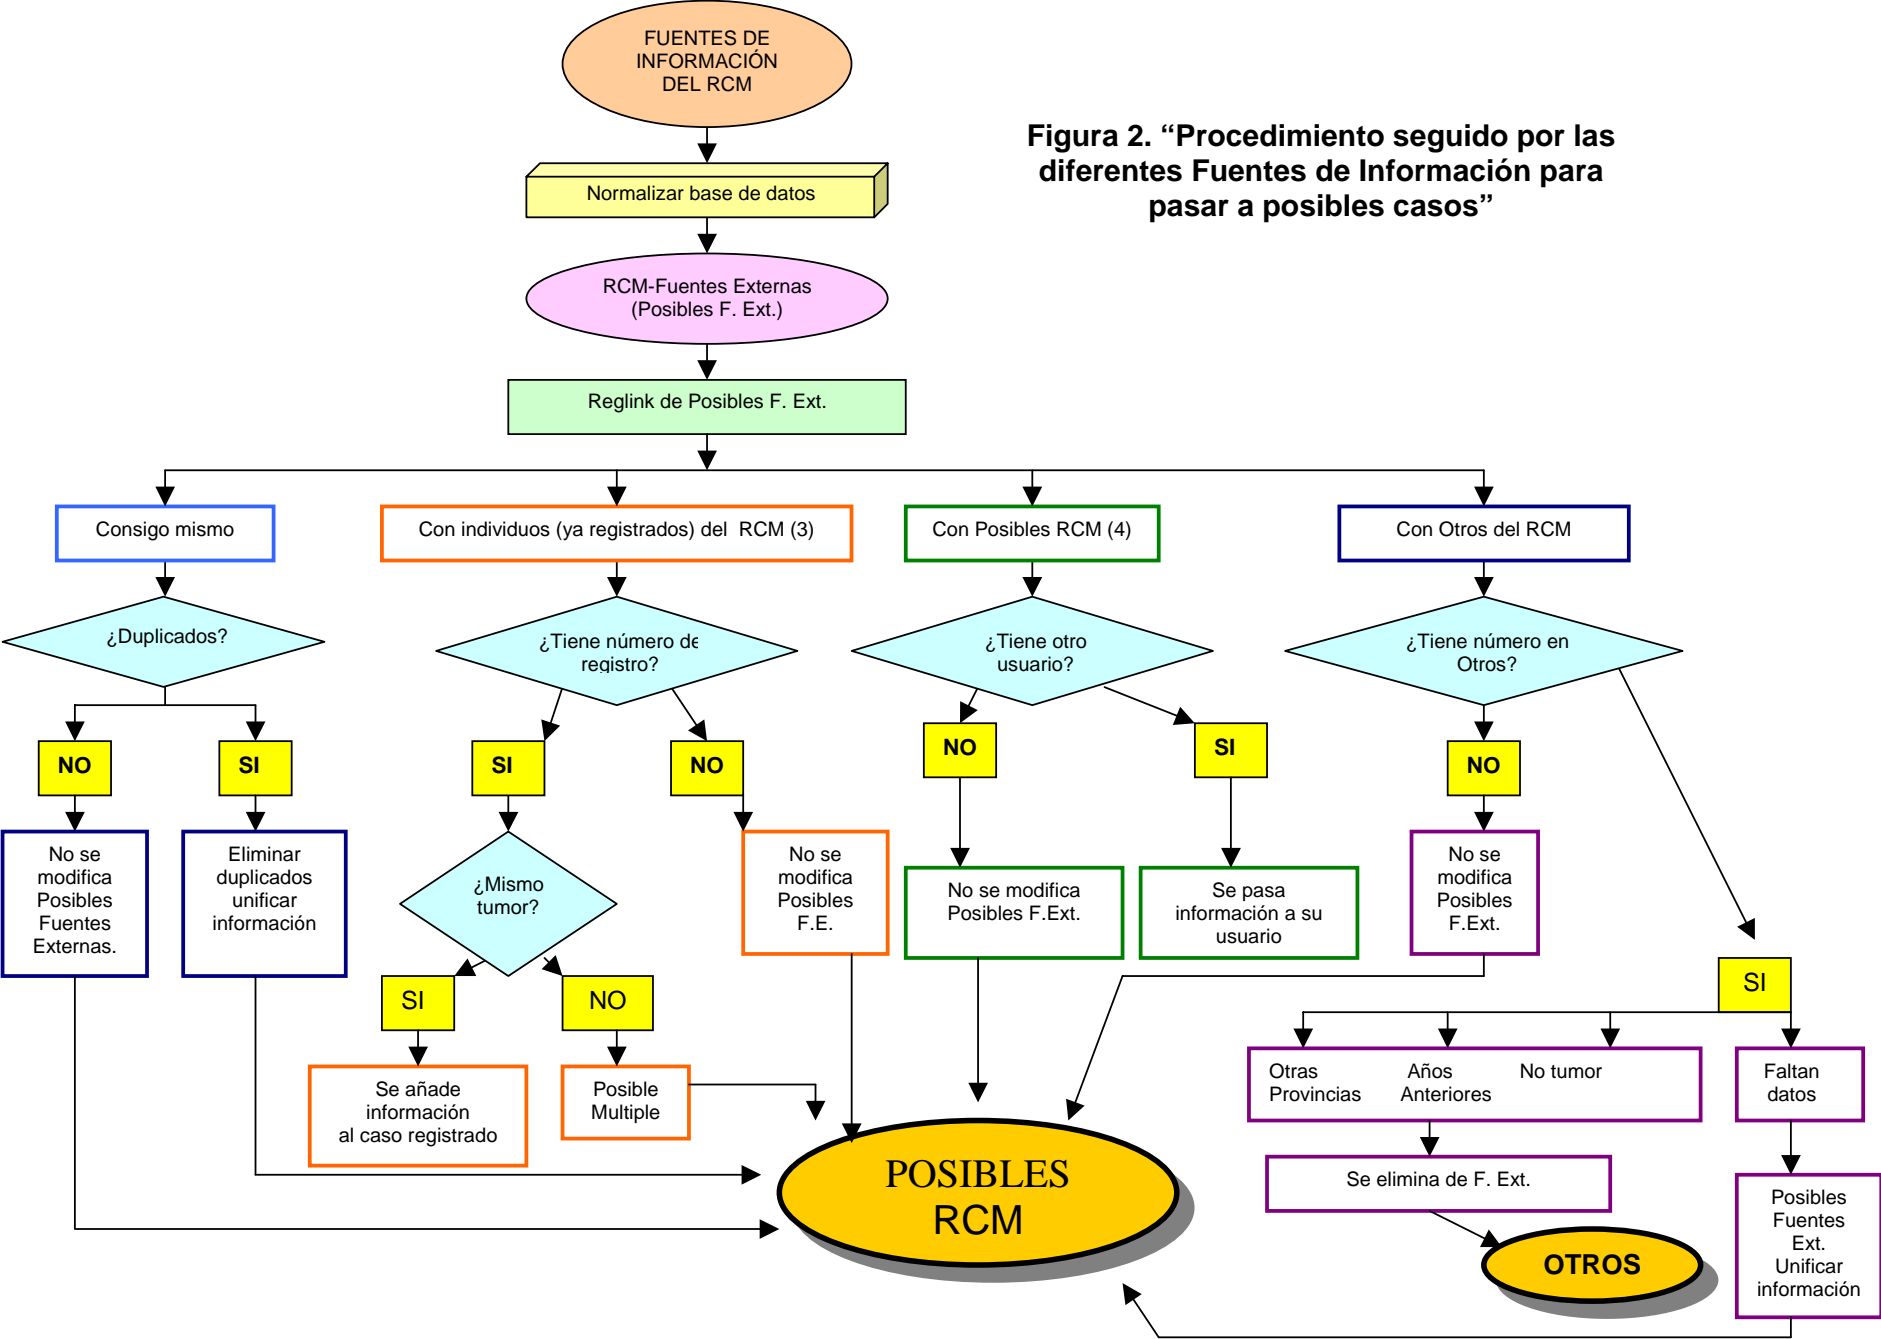 FUENTES DE
INFORMACIÓN
DEL RCM
Figura 2. “Procedimiento seguido por las
diferentes Fuentes de Información para
pasar a posibles casos”
Normalizar base de datos
RCM-Fuentes Externas
(Posibles F. Ext.)
Reglink de Posibles F. Ext.
Consigo mismo
Con individuos (ya registrados) del RCM (3)
Con Posibles RCM (4)
Con Otros del RCM
¿Duplicados?
¿Tiene número de
registro?
¿Tiene otro
usuario?
¿Tiene número en
Otros?
NO
SI
SI
NO
NO
SI
NO
No se
modifica
Posibles
Fuentes
Externas.
Eliminar
duplicados
unificar
información
¿Mismo
tumor?
No se
modifica
Posibles
F.E.
No se modifica
Posibles F.Ext.
Se pasa
información a su
usuario
No se
modifica
Posibles
F.Ext.
SI
NO
SI
Se añade
información
al caso registrado
Posible
Multiple
Otras
Provincias
Años
Anteriores
No tumor
Faltan
datos
POSIBLES
RCM
Se elimina de F. Ext.
OTROS
Posibles
Fuentes
Ext.
Unificar
información